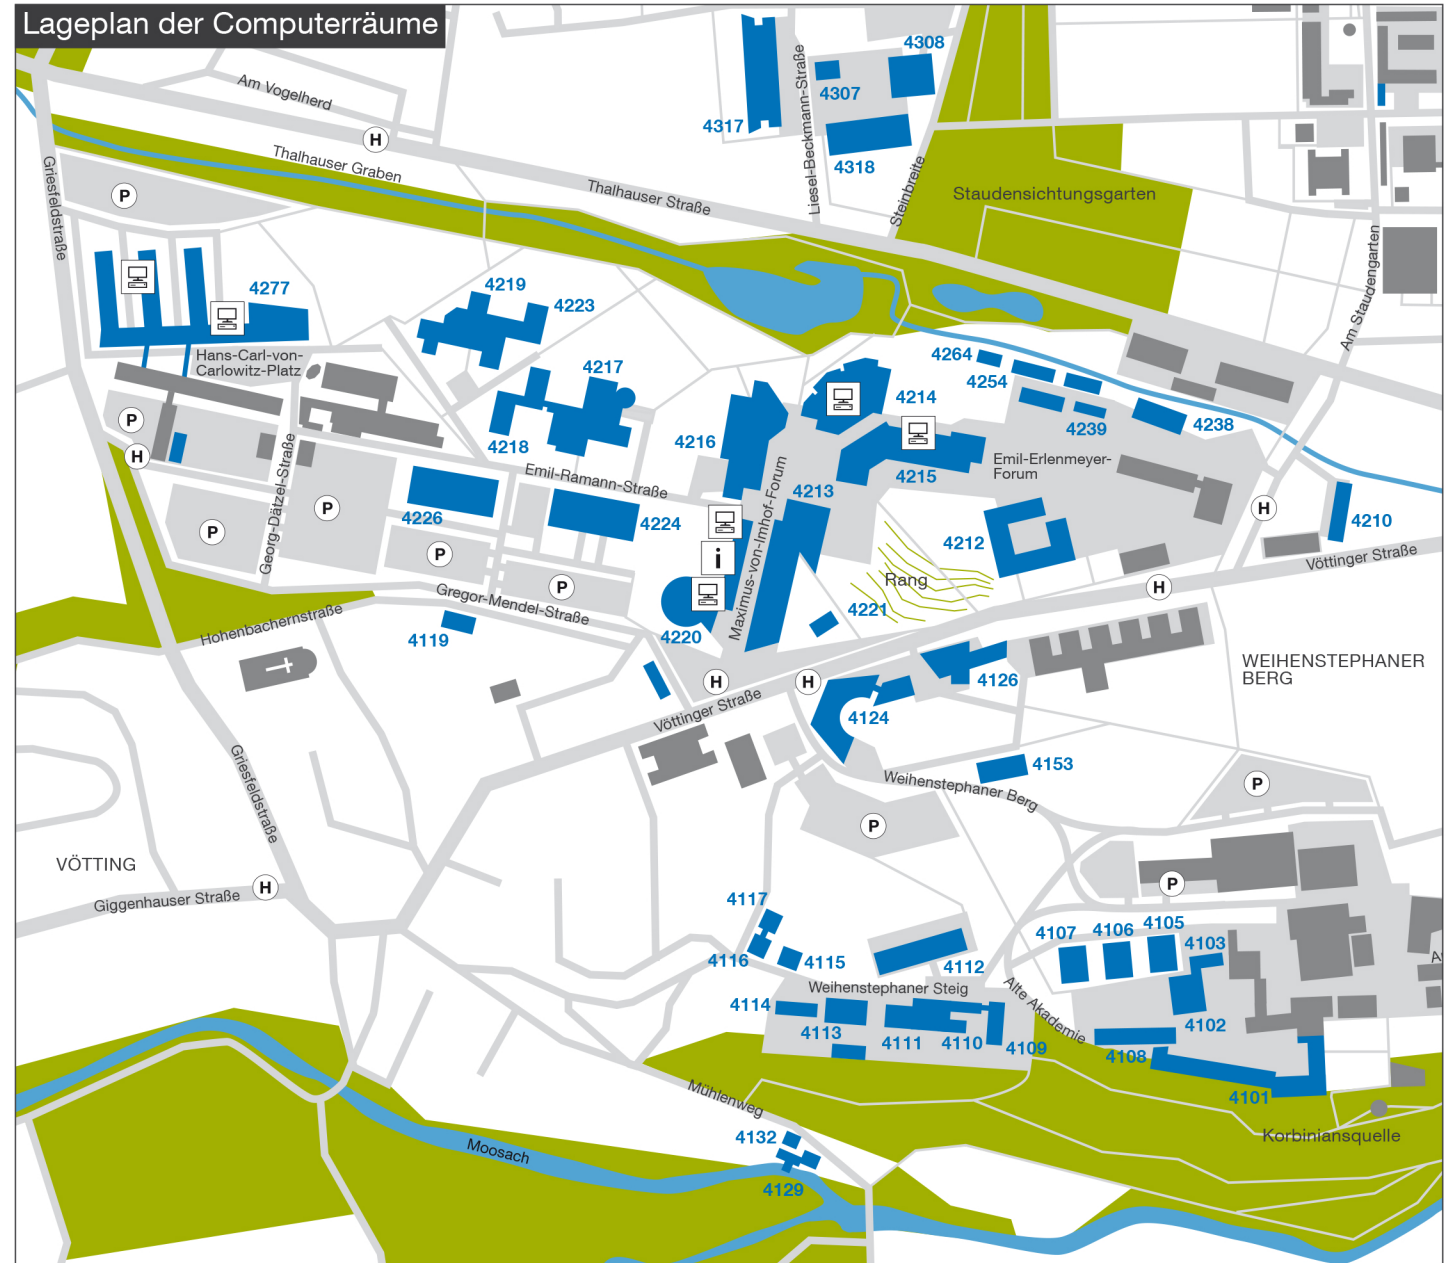 Lageplan der Computerräume
Am Vogelherd
H
Thalhauser Graben
Thalhauser Straße
Griesfeldstraße
P
4317
Liesel-Beckmann-Straße
4307
4308
4318
Steinbreite
Staudensichtungsgarten
Am Staudengarten
4277
Hans-Carl-von-
Carlowitz-Platz
4219
4223
4217
4218
4216
4214
4264
4254
4239
4238
4215
4213
Emil-Erlenmeyer-
Forum
P
H
Georg-Dätzel-Straße
P
P
4226
Emil-Ramann-Straße
4224
P
P
i
Maximus-von-Imhof-Forum
4212
H
4210
Vöttinger Straße
H
Rang
4221
4220
Gregor-Mendel-Straße
4119
Hohenbachernstraße
H
H
Vöttinger Straße
4126
4124
WEIHENSTEPHANER
BERG
4153
Weihenstephaner Berg
P
P
Griesfeldstraße
VÖTTING
Giggenhauser Straße
H
P
4117
4116
4115
4112
4107
4106
4105
4103
4102
Weihenstephaner Steig
Alte Akademie
4114
4113
4111
4110
4109
4108
4101
Mühlenweg
Korbiniansquelle
4132
4129
Moosach